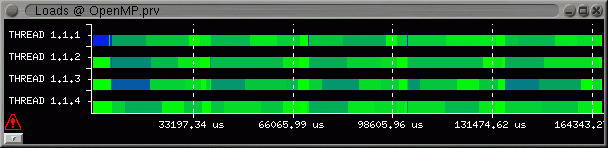 Loads @ OpenMP.prv
THREAD 1.1.1
THREAD 1.1.2
THREAD 1.1.3
THREAD 1.1.4
33197,34 us 66065,99 us 98605,96 us 131474,62 us 164343,27